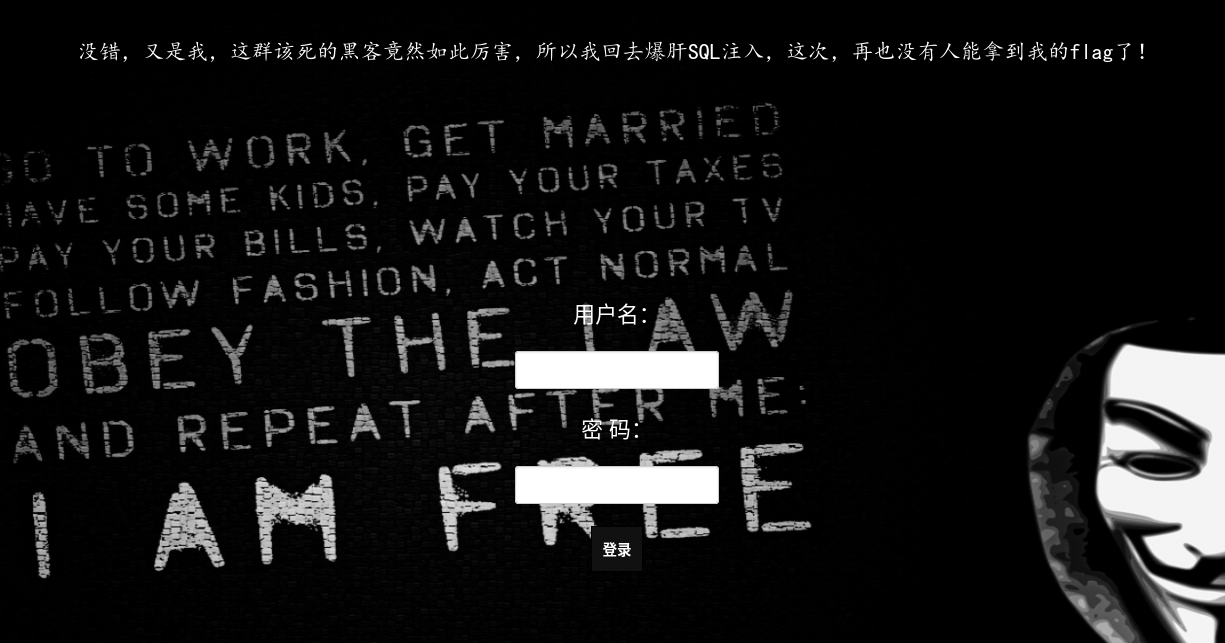 没错，又是我，这群该死的黑客竟然如此厉害，所以我回去爆肝SQL注入，这次，再也没有人能拿到我的flag了！
GO TO WORK, GET MARRIED
HAVE SOME KIDS, PAY YOUR TAXES
PAY YOUR BILLS, WATCH YOUR TV
FOLLOW FASHION, ACT NORMAL
OBEY THE LAW
AND REPEAT AFTER ME:
I AM FREE
用户名：
密 码：
登录